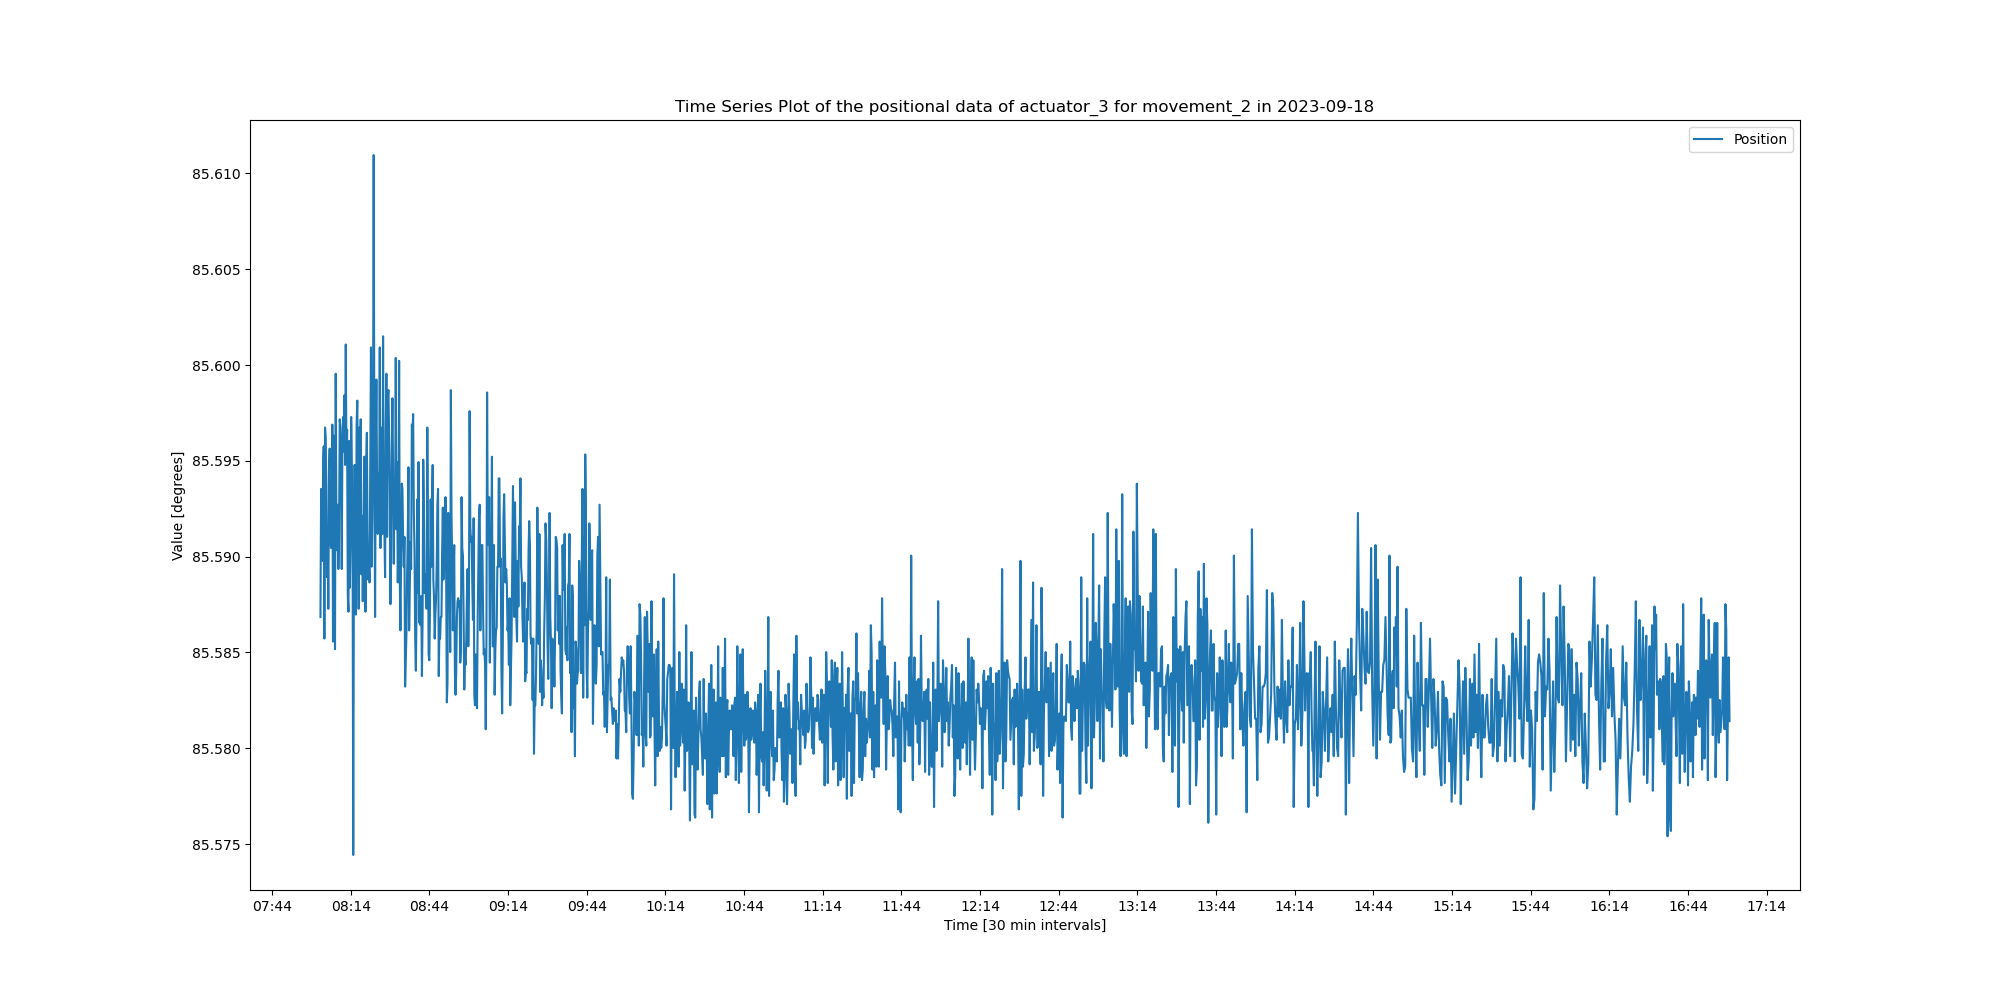 Time Series Plot of the positional data of actuator_3 for movement_2 in 2023-09-18
Position
85.610
85.605
85.600
85.595
85.590
85.585
85.580
85.575
Value [degrees]
07:44 08:14 08:44 09:14 09:44 10:14 10:44 11:14 11:44 12:14 12:44 13:14 13:44 14:14 14:44 15:14 15:44 16:14 16:44 17:14
Time [30 min intervals]